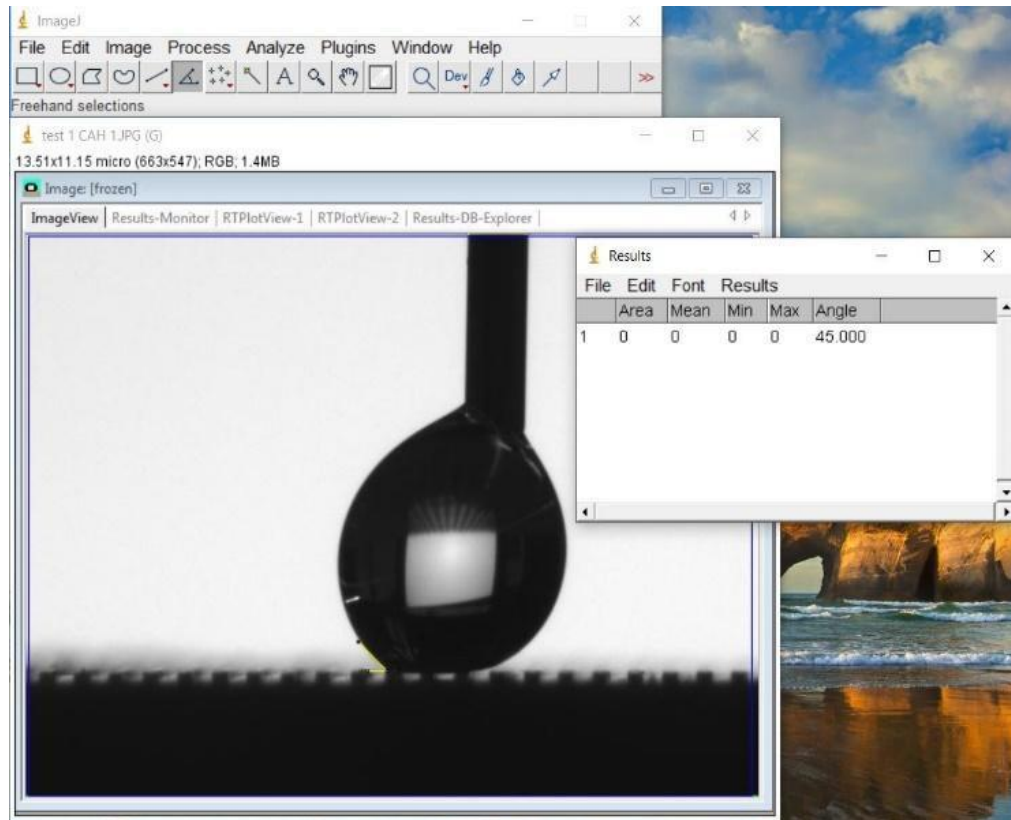 ImageJ
File Edit Image Process Analyze Plugins Window Help
A Dev >>
Freehand selections
test 1 CAH 1.JPG (G)
13.51x11.15 micro (663x547); RGB; 1.4MB
Image: [frozen]
ImageView Results-Monitor RTPlotView-1 RTPlotView-2 Results-DB-Explorer
Results
File Edit Font Results
Area Mean Min Max Angle
1 0 0 0 0 45.000